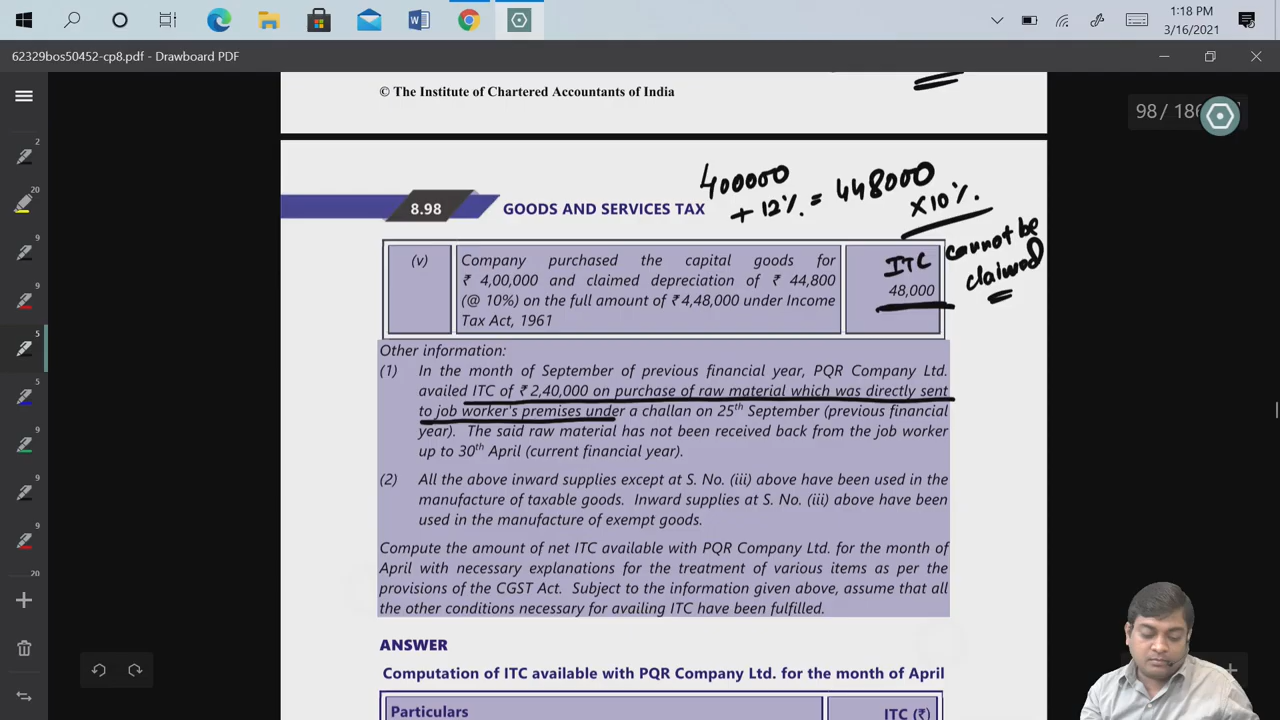 1:18 PM
3/16/2021
62329bos50452-cp8.pdf - Drawboard PDF
© The Institute of Chartered Accountants of India
98 / 186
8.98
GOODS AND SERVICES TAX
400000
+ 12% = 448000
x 10%
cannot be
claimed
(v)
Company purchased the capital goods for
₹ 4,00,000 and claimed depreciation of ₹ 44,800
(@ 10%) on the full amount of ₹ 4,48,000 under Income
Tax Act, 1961
ITC
48,000
Other information:
(1) In the month of September of previous financial year, PQR Company Ltd.
availed ITC of ₹ 2,40,000 on purchase of raw material which was directly sent
to job worker's premises under a challan on 25th September (previous financial
year). The said raw material has not been received back from the job worker
up to 30th April (current financial year).
(2) All the above inward supplies except at S. No. (iii) above have been used in the
manufacture of taxable goods. Inward supplies at S. No. (iii) above have been
used in the manufacture of exempt goods.
Compute the amount of net ITC available with PQR Company Ltd. for the month of
April with necessary explanations for the treatment of various items as per the
provisions of the CGST Act. Subject to the information given above, assume that all
the other conditions necessary for availing ITC have been fulfilled.
ANSWER
Computation of ITC available with PQR Company Ltd. for the month of April
Particulars
ITC (₹)
2
20
9
9
5
5
9
9
9
20